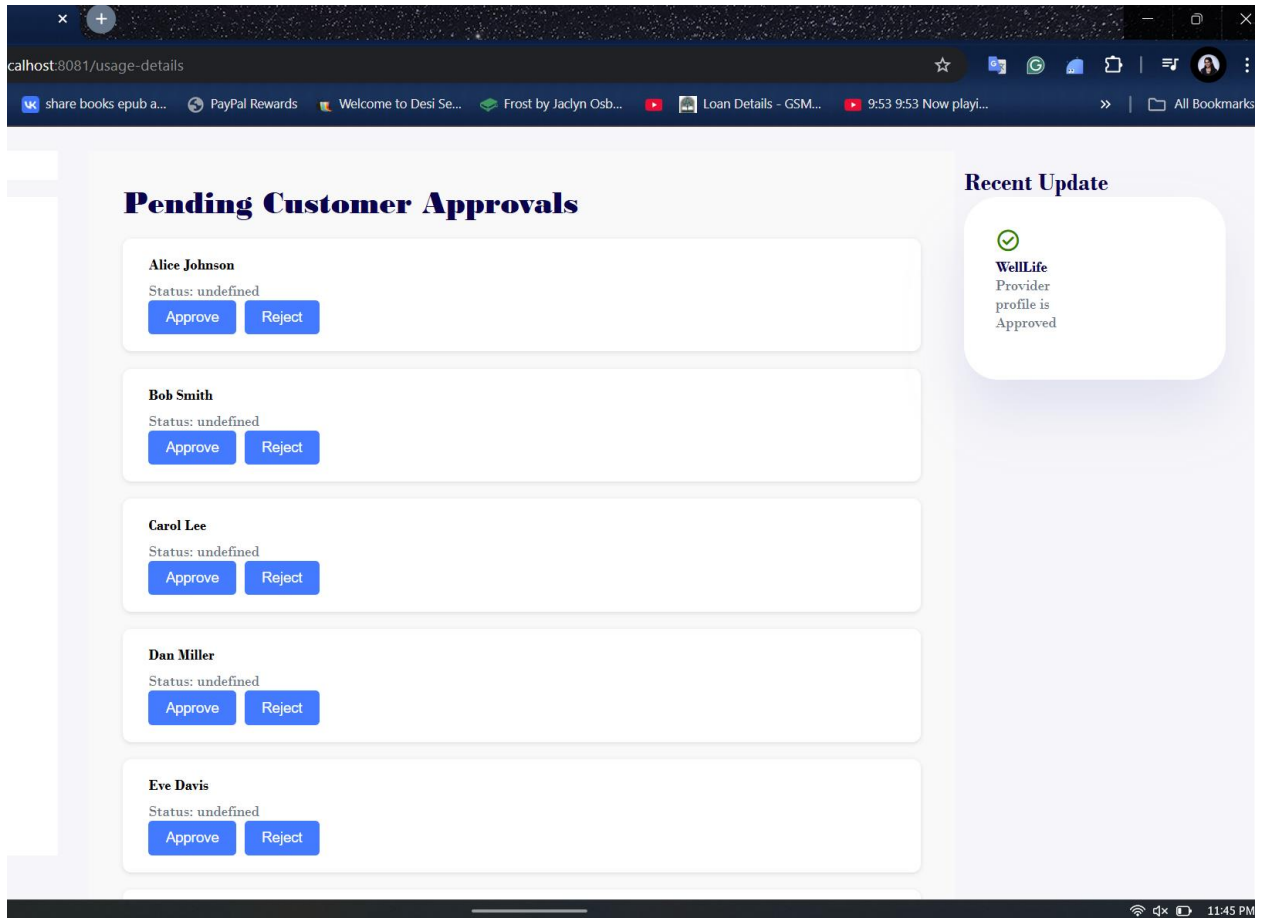 calhost:8081/usage-details
share books epub a... PayPal Rewards Welcome to Desi Se... Frost by Jaclyn Osb... Loan Details - GSM... 9:53 9:53 Now playi... » All Bookmarks
Pending Customer Approvals
Alice Johnson
Status: undefined
Approve Reject
Bob Smith
Status: undefined
Approve Reject
Carol Lee
Status: undefined
Approve Reject
Dan Miller
Status: undefined
Approve Reject
Eve Davis
Status: undefined
Approve Reject
Recent Update
WellLife
Provider
profile is
Approved
11:45 PM